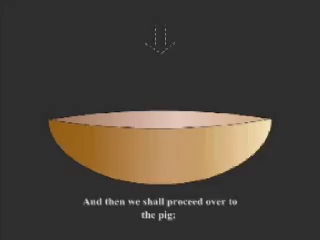 And then we shall proceed over to
the pig: